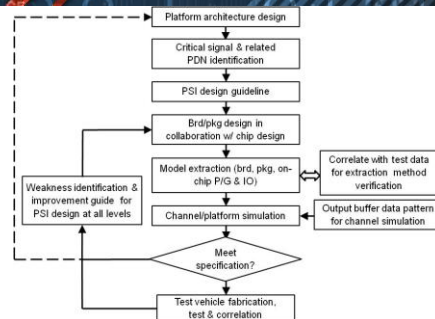 Platform architecture design
Critical signal & related
PDN identification
PSI design guideline
Brd/pkg design in
collaboration w/ chip design
Model extraction (brd, pkg, on-
chip P/G & IO)
Correlate with test data
for extraction method
verification
Weakness identification &
improvement guide for
PSI design at all levels
Channel/platform simulation
Output buffer data pattern
for channel simulation
Meet
specification?
Test vehicle fabrication,
test & correlation